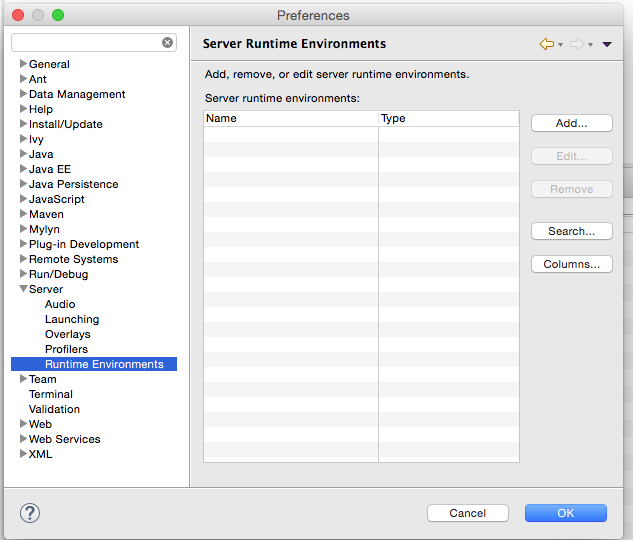 Preferences
Server Runtime Environments
Add, remove, or edit server runtime environments.
Server runtime environments:
Name Type
Add...
Edit...
Remove
Search...
Columns...
General
Ant
Data Management
Help
Install/Update
Ivy
Java
Java EE
Java Persistence
JavaScript
Maven
Mylyn
Plug-in Development
Remote Systems
Run/Debug
Server
Audio
Launching
Overlays
Profilers
Runtime Environments
Team
Terminal
Validation
Web
Web Services
XML
?
Cancel OK